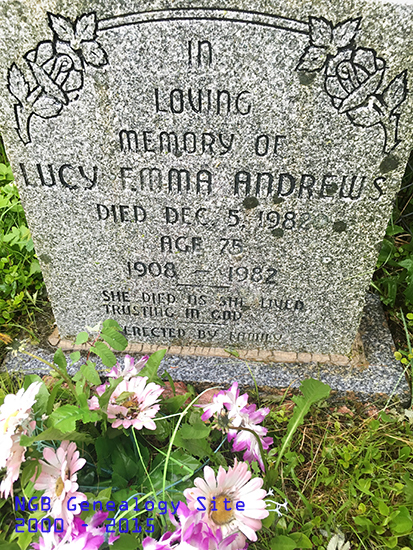 IN
LOVING
MEMORY OF
LUCY EMMA ANDREWS
DIED DEC. 5, 1982
AGE 75
1908 — 1982
SHE DIED AS SHE LIVED
TRUSTING IN GOD
ERECTED BY FAMILY
NGB Genealogy Site
2000 - 2015